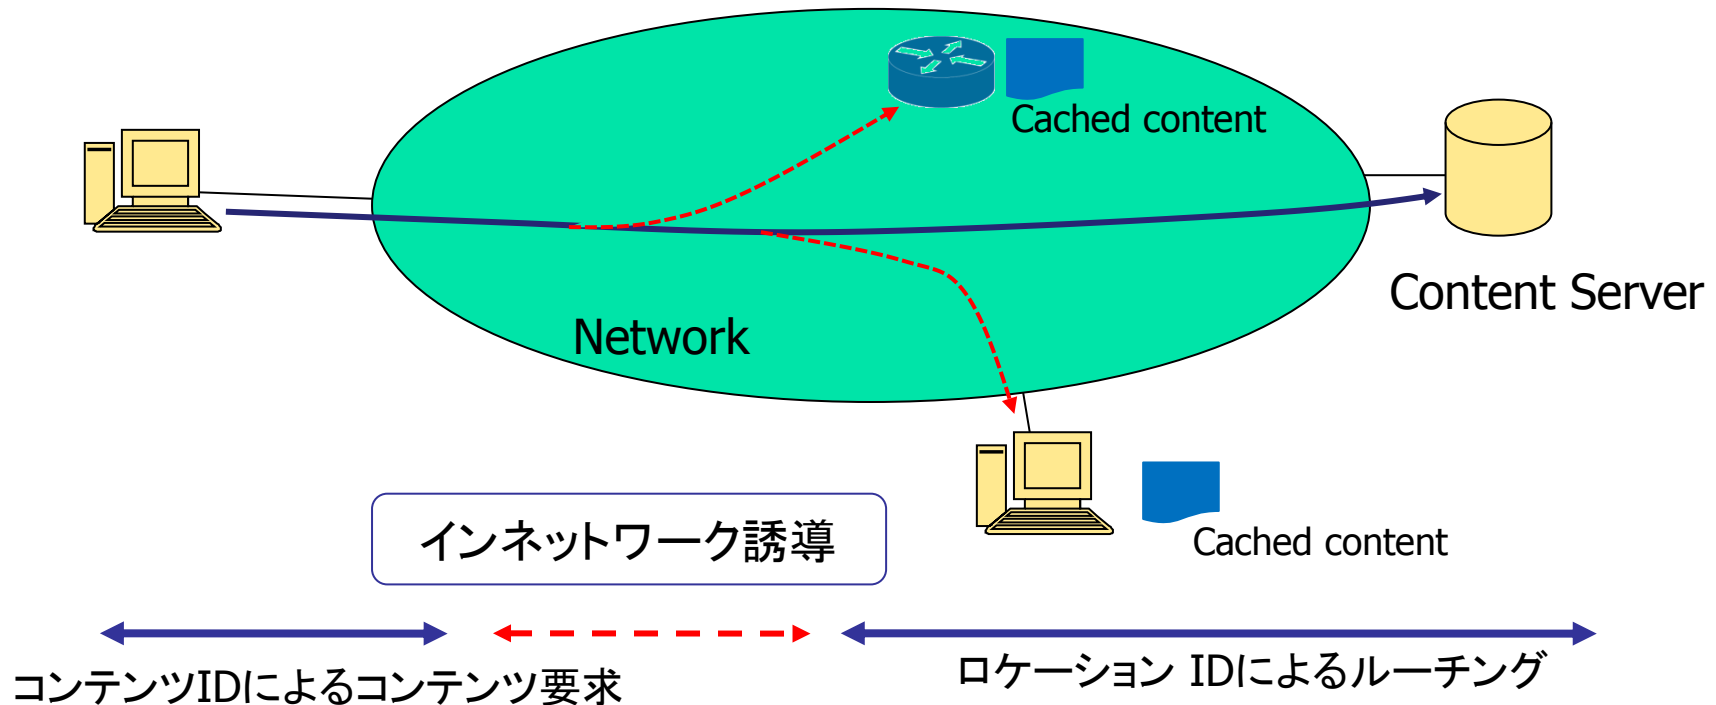 Cached content
Content Server
Network
Cached content
インネットワーク誘導
コンテンツIDによるコンテンツ要求
ロケーション IDによるルーチング